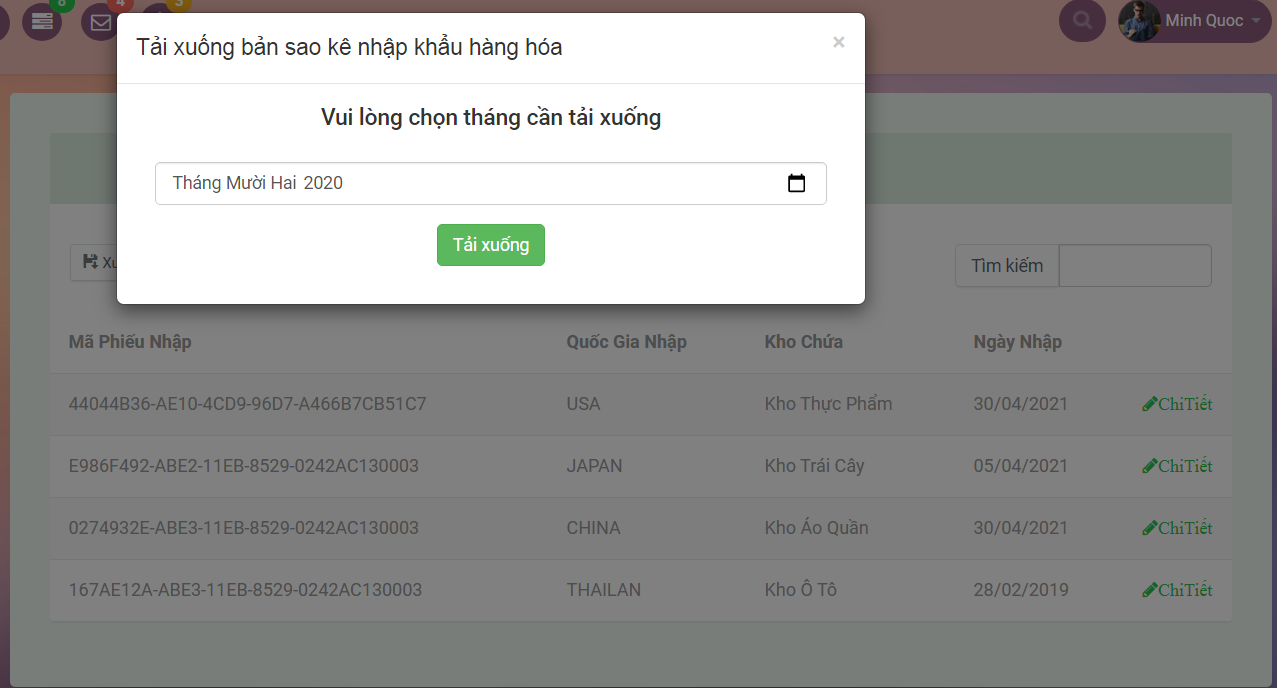 8
4
3
Minh Quoc
Tải xuống bản sao kê nhập khẩu hàng hóa
×
Vui lòng chọn tháng cần tải xuống
Tháng Mười Hai 2020
Tải xuống
Tìm kiếm
Mã Phiếu Nhập Quốc Gia Nhập Kho Chứa Ngày Nhập
44044B36-AE10-4CD9-96D7-A466B7CB51C7 USA Kho Thực Phẩm 30/04/2021 ChiTiết
E986F492-ABE2-11EB-8529-0242AC130003 JAPAN Kho Trái Cây 05/04/2021 ChiTiết
0274932E-ABE3-11EB-8529-0242AC130003 CHINA Kho Áo Quần 30/04/2021 ChiTiết
167AE12A-ABE3-11EB-8529-0242AC130003 THAILAN Kho Ô Tô 28/02/2019 ChiTiết